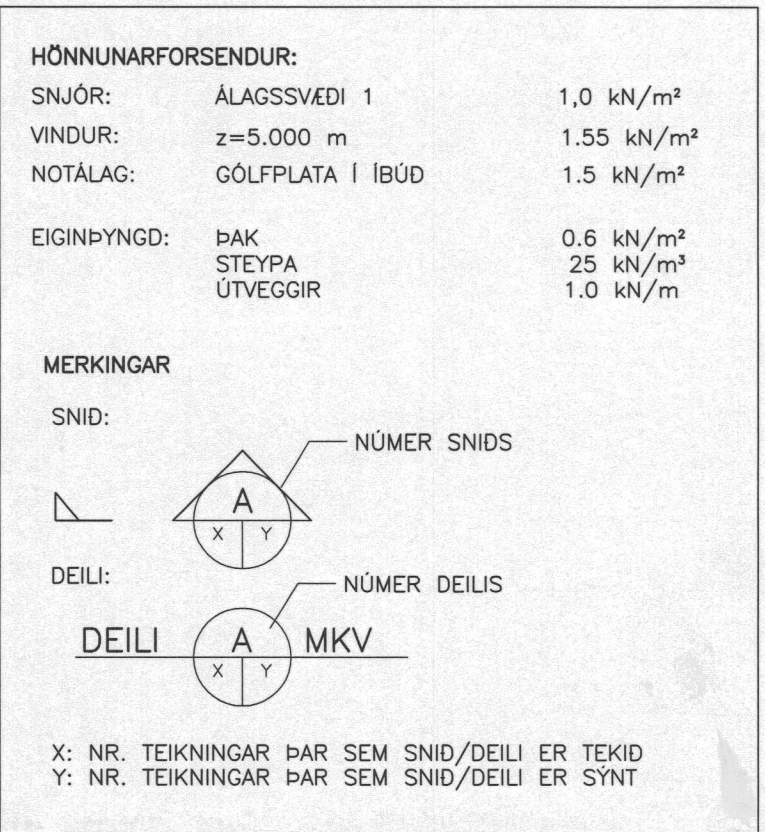 HÖNNUNARFORSENDUR:
SNJÓR: ÁLAGSSVÆÐI 1 1,0 kN/m²
VINDUR: z=5.000 m 1.55 kN/m²
NOTÁLAG: GÓLFPLATA Í ÍBÚÐ 1.5 kN/m²
EIGINÞYNGD: ÞAK 0.6 kN/m²
STEYPA 25 kN/m³
ÚTVEGGIR 1.0 kN/m
MERKINGAR
SNIÐ:
NÚMER SNIÐS
A
X Y
DEILI:
NÚMER DEILIS
DEILI A MKV
X Y
X: NR. TEIKNINGAR ÞAR SEM SNIÐ/DEILI ER TEKIÐ
Y: NR. TEIKNINGAR ÞAR SEM SNIÐ/DEILI ER SÝNT